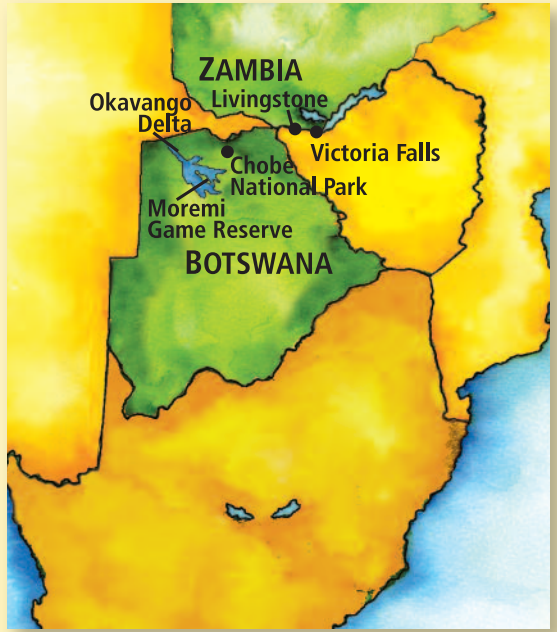 ZAMBIA
Okavango
Delta
Livingstone
Victoria Falls
Chobe
National Park
Moremi
Game Reserve
BOTSWANA